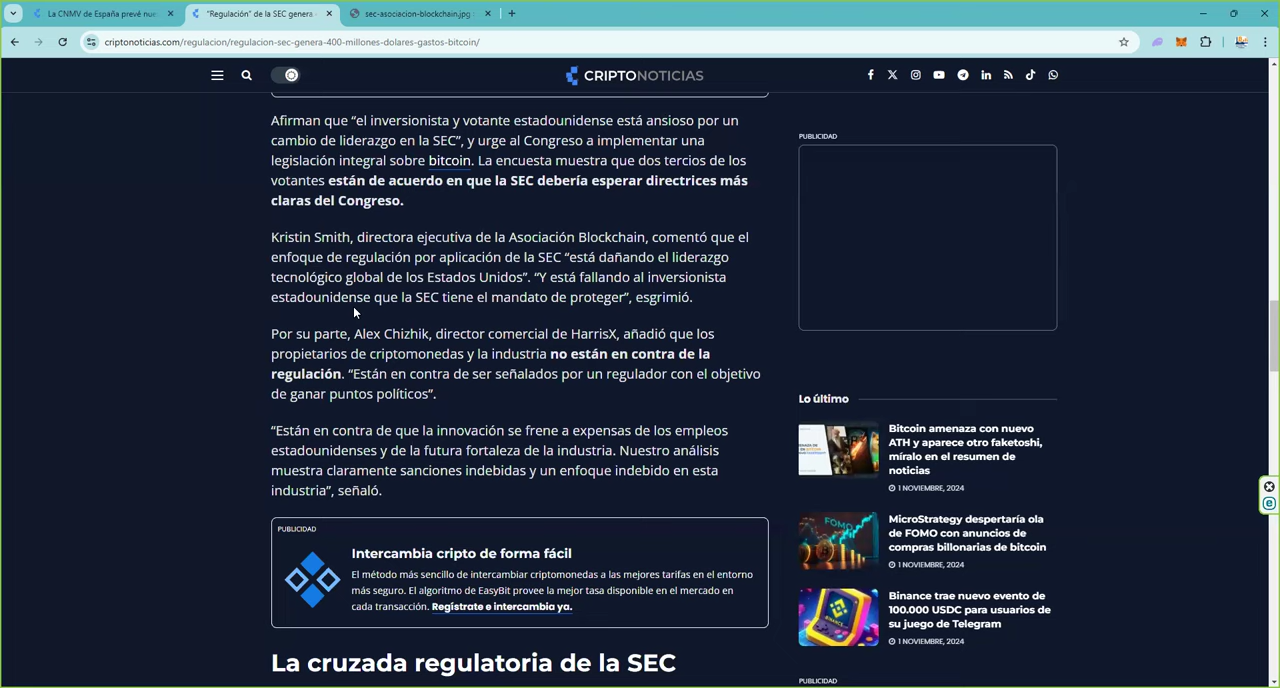 La CNMV de España prevé nue
"Regulación" de la SEC genera
sec-asociacion-blockchain.jpg
criptonoticias.com/regulacion/regulacion-sec-genera-400-millones-dolares-gastos-bitcoin/
CRIPTONOTICIAS
Afirman que “el inversionista y votante estadounidense está ansioso por un
cambio de liderazgo en la SEC”, y urge al Congreso a implementar una
legislación integral sobre bitcoin. La encuesta muestra que dos tercios de los
votantes están de acuerdo en que la SEC debería esperar directrices más
claras del Congreso.
Kristin Smith, directora ejecutiva de la Asociación Blockchain, comentó que el
enfoque de regulación por aplicación de la SEC “está dañando el liderazgo
tecnológico global de los Estados Unidos”. “Y está fallando al inversionista
estadounidense que la SEC tiene el mandato de proteger”, esgrimió.
Por su parte, Alex Chizhik, director comercial de HarrisX, añadió que los
propietarios de criptomonedas y la industria no están en contra de la
regulación. “Están en contra de ser señalados por un regulador con el objetivo
de ganar puntos políticos”.
“Están en contra de que la innovación se frene a expensas de los empleos
estadounidenses y de la futura fortaleza de la industria. Nuestro análisis
muestra claramente sanciones indebidas y un enfoque indebido en esta
industria”, señaló.
PUBLICIDAD
Intercambia cripto de forma fácil
El método más sencillo de intercambiar criptomonedas a las mejores tarifas en el entorno
más seguro. El algoritmo de EasyBit provee la mejor tasa disponible en el mercado en
cada transacción. Regístrate e intercambia ya.
La cruzada regulatoria de la SEC
PUBLICIDAD
Lo último
Bitcoin amenaza con nuevo
ATH y aparece otro faketoshi,
míralo en el resumen de
noticias
1 NOVIEMBRE, 2024
FOMO
MicroStrategy despertaría ola
de FOMO con anuncios de
compras billonarias de bitcoin
1 NOVIEMBRE, 2024
Binance trae nuevo evento de
100.000 USDC para usuarios de
su juego de Telegram
1 NOVIEMBRE, 2024
PUBLICIDAD